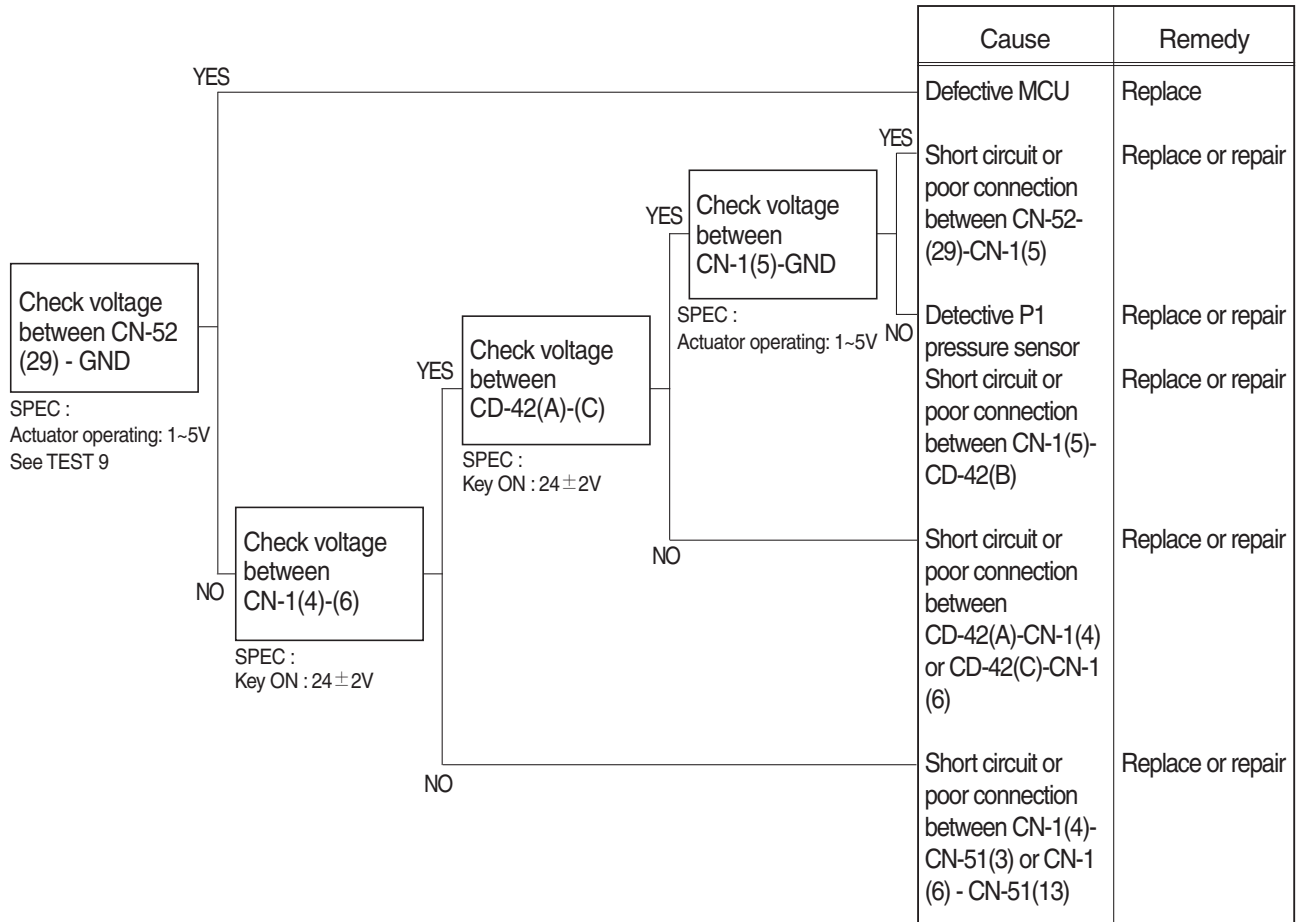 Cause
Remedy
YES
Defective MCU
Replace
YES
Short circuit or
poor connection
between CN-52-
(29)-CN-1(5)
Replace or repair
YES
Check voltage
between
CN-1(5)-GND
SPEC :
Actuator operating: 1~5V
NO
Detective P1
pressure sensor
Replace or repair
Short circuit or
poor connection
between CN-1(5)-
CD-42(B)
Replace or repair
Check voltage
between CN-52
(29) - GND
SPEC :
Actuator operating: 1~5V
See TEST 9
YES
Check voltage
between
CD-42(A)-(C)
SPEC :
Key ON : 24±2V
NO
Short circuit or
poor connection
between
CD-42(A)-CN-1(4)
or CD-42(C)-CN-1
(6)
Replace or repair
NO
Check voltage
between
CN-1(4)-(6)
SPEC :
Key ON : 24±2V
NO
Short circuit or
poor connection
between CN-1(4)-
CN-51(3) or CN-1
(6) - CN-51(13)
Replace or repair